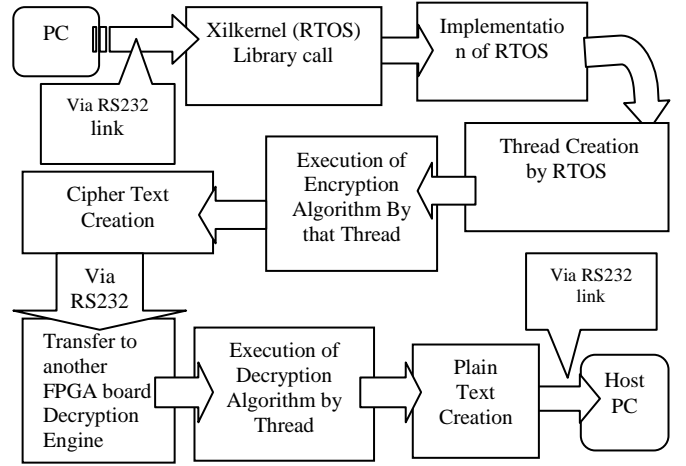 PC
Xilkernel (RTOS)
Library call
Implementatio
n of RTOS
Via RS232
link
Thread Creation
by RTOS
Execution of
Encryption
Algorithm By
that Thread
Cipher Text
Creation
Via
RS232
Via RS232
link
Transfer to
another
FPGA board
Decryption
Engine
Execution of
Decryption
Algorithm by
Thread
Plain
Text
Creation
Host
PC